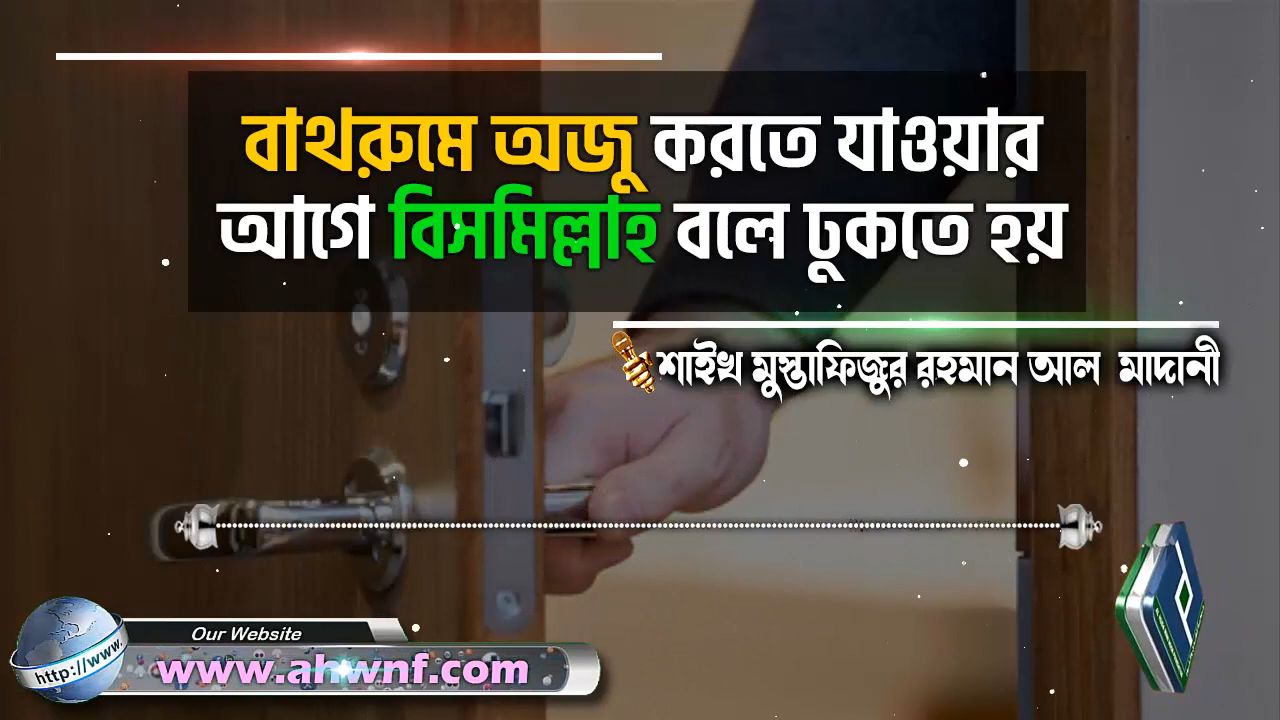 বাথরুমে অজু করতে যাওয়ার
আগে বিসমিল্লাহ বলে ঢুকতে হয়
শাইখ মুস্তাফিজুর রহমান আল মাদানী
Our Website
http://www.
www.ahwnf.com